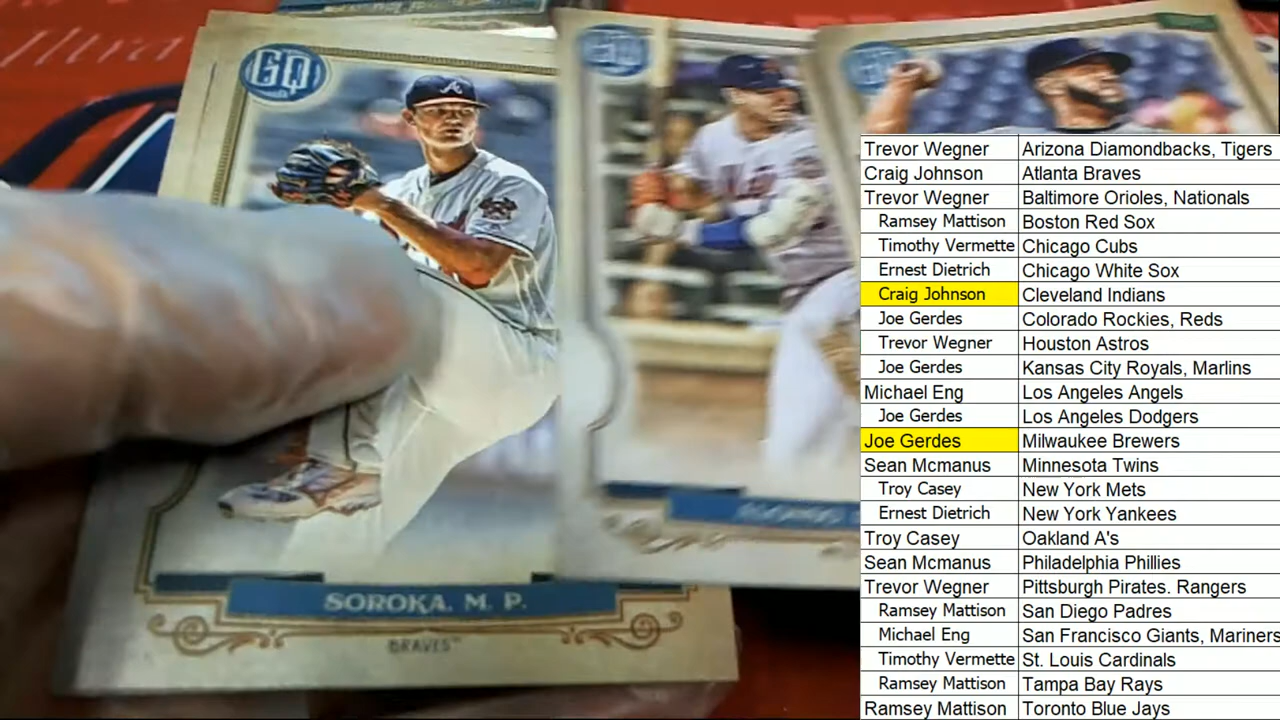 Ultra
GQ
GQ
GQ
SOROKA, M. P.
BRAVES™
Trevor Wegner Arizona Diamondbacks, Tigers
Craig Johnson Atlanta Braves
Trevor Wegner Baltimore Orioles, Nationals
Ramsey Mattison Boston Red Sox
Timothy Vermette Chicago Cubs
Ernest Dietrich Chicago White Sox
Craig Johnson Cleveland Indians
Joe Gerdes Colorado Rockies, Reds
Trevor Wegner Houston Astros
Joe Gerdes Kansas City Royals, Marlins
Michael Eng Los Angeles Angels
Joe Gerdes Los Angeles Dodgers
Joe Gerdes Milwaukee Brewers
Sean Mcmanus Minnesota Twins
Troy Casey New York Mets
Ernest Dietrich New York Yankees
Troy Casey Oakland A's
Sean Mcmanus Philadelphia Phillies
Trevor Wegner Pittsburgh Pirates. Rangers
Ramsey Mattison San Diego Padres
Michael Eng San Francisco Giants, Mariners
Timothy Vermette St. Louis Cardinals
Ramsey Mattison Tampa Bay Rays
Ramsey Mattison Toronto Blue Jays